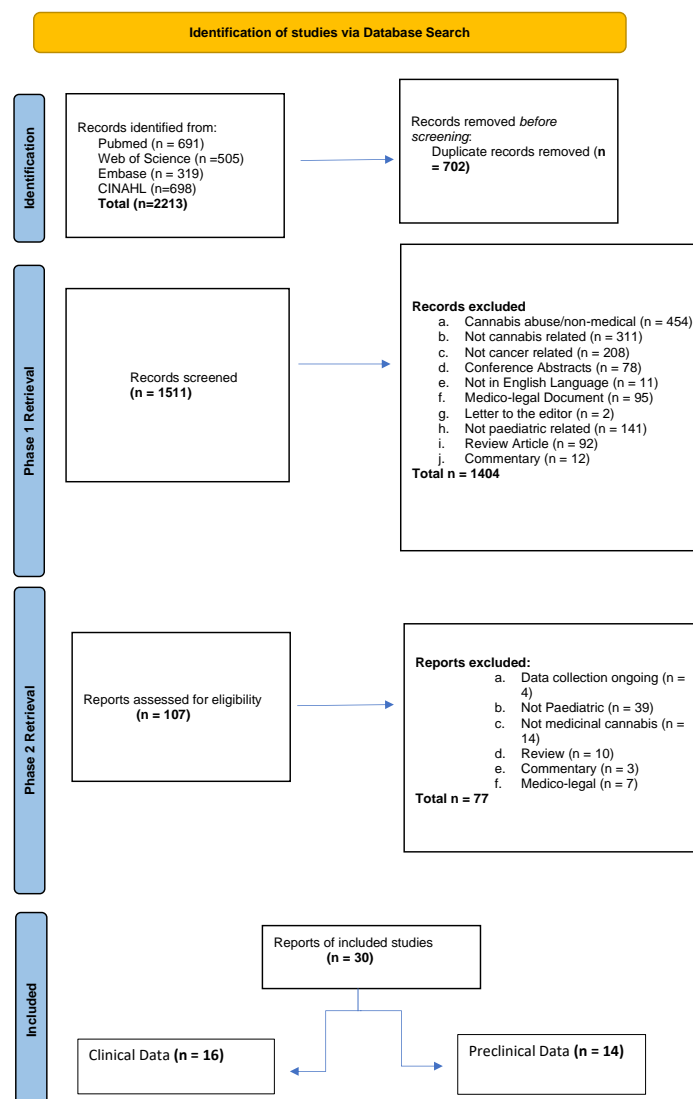 Identification of studies via Database Search
Identification
Records identified from:
Pubmed (n = 691)
Web of Science (n =505)
Embase (n = 319)
CINAHL (n=698)
Total (n=2213)
Records removed before
screening:
Duplicate records removed (n
= 702)
Phase 1 Retrieval
Records screened
(n = 1511)
Records excluded
a. Cannabis abuse/non-medical (n = 454)
b. Not cannabis related (n = 311)
c. Not cancer related (n = 208)
d. Conference Abstracts (n = 78)
e. Not in English Language (n = 11)
f. Medico-legal Document (n = 95)
g. Letter to the editor (n = 2)
h. Not paediatric related (n = 141)
i. Review Article (n = 92)
j. Commentary (n = 12)
Total n = 1404
Phase 2 Retrieval
Reports assessed for eligibility
(n = 107)
Reports excluded:
a. Data collection ongoing (n =
4)
b. Not Paediatric (n = 39)
c. Not medicinal cannabis (n =
14)
d. Review (n = 10)
e. Commentary (n = 3)
f. Medico-legal (n = 7)
Total n = 77
Included
Reports of included studies
(n = 30)
Clinical Data (n = 16)
Preclinical Data (n = 14)